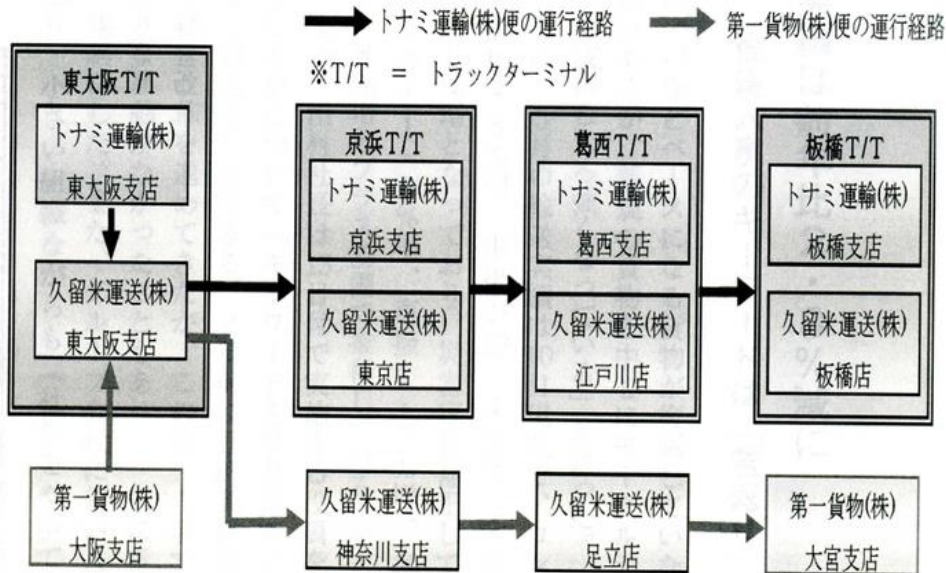 トナミ運輸(株)便の運行経路
第一貨物(株)便の運行経路
※T/T = トラックターミナル
東大阪T/T
トナミ運輸(株)
東大阪支店
久留米運送(株)
東大阪支店
第一貨物(株)
大阪支店
京浜T/T
トナミ運輸(株)
京浜支店
久留米運送(株)
東京店
葛西T/T
トナミ運輸(株)
葛西支店
久留米運送(株)
江戸川店
板橋T/T
トナミ運輸(株)
板橋支店
久留米運送(株)
板橋店
久留米運送(株)
神奈川支店
久留米運送(株)
足立店
第一貨物(株)
大宮支店